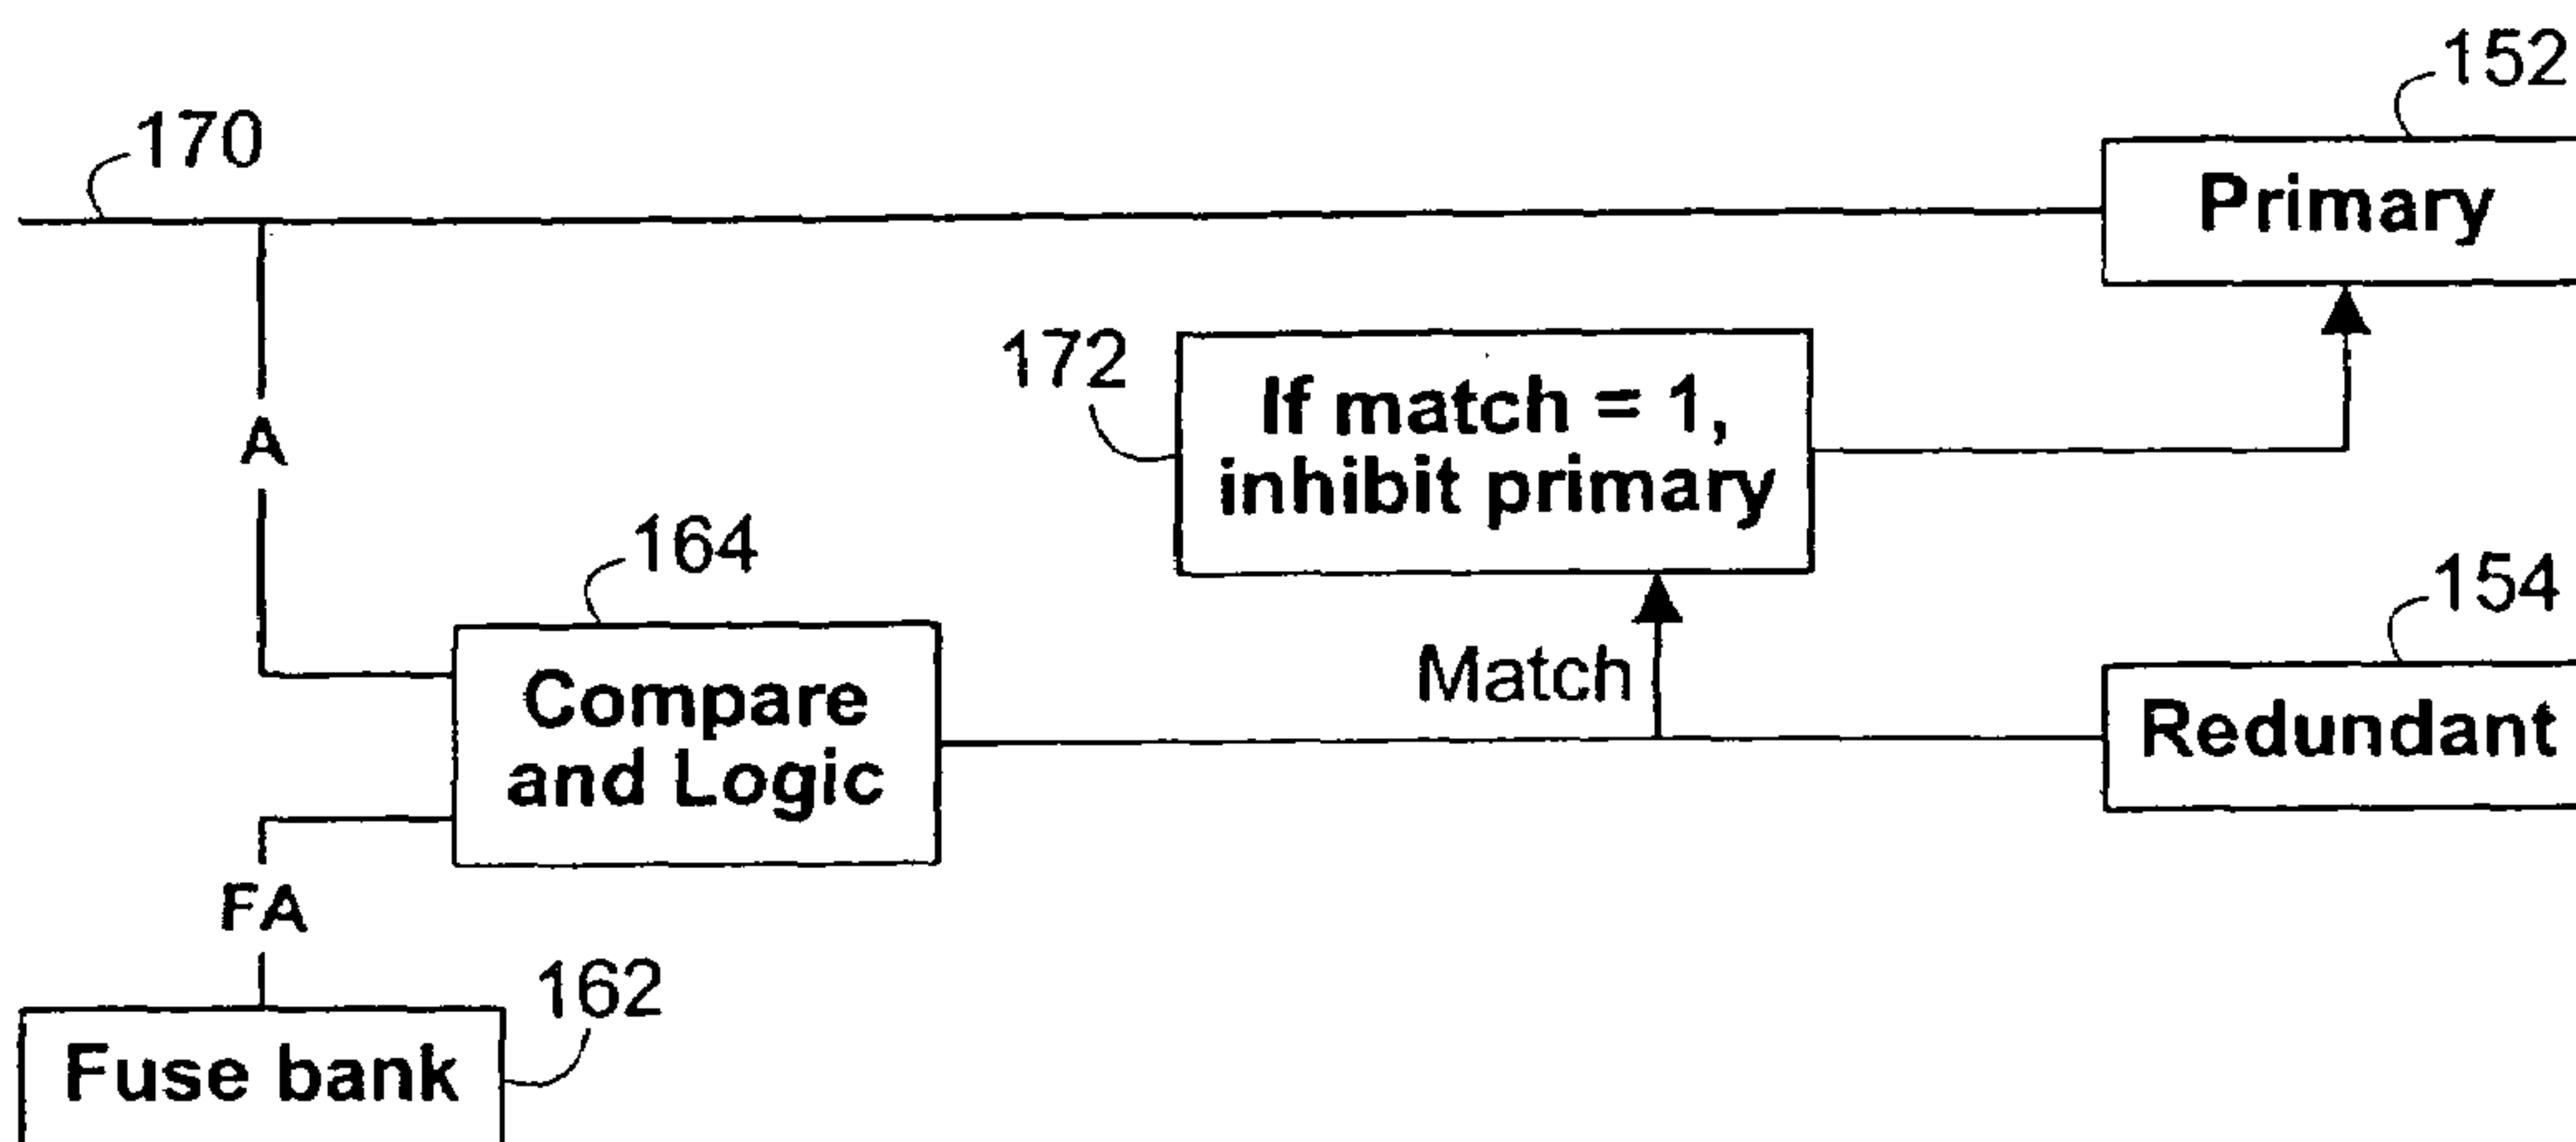 152
170
Primary
172
If match = 1,
inhibit primary
A
164
154
Match
Compare
and Logic
Redundant
FA
162
Fuse bank